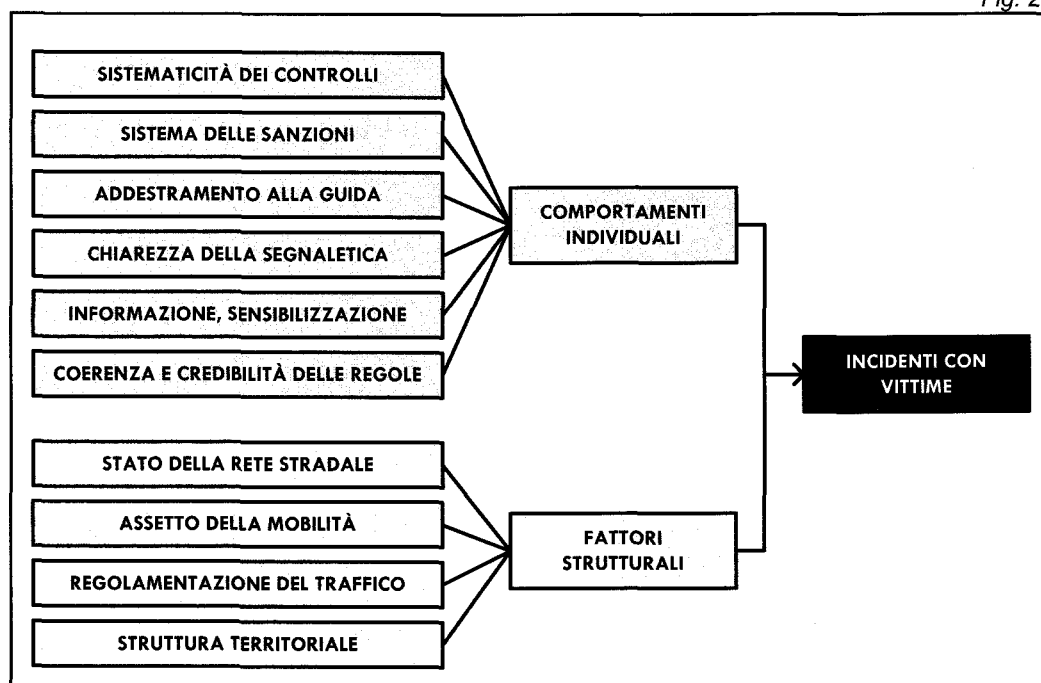 Fig. 2
SISTEMATICITÀ DEI CONTROLLI
SISTEMA DELLE SANZIONI
ADDESTRAMENTO ALLA GUIDA
CHIAREZZA DELLA SEGNALETICA
INFORMAZIONE, SENSIBILIZZAZIONE
COERENZA E CREDIBILITÀ DELLE REGOLE
COMPORTAMENTI
INDIVIDUALI
STATO DELLA RETE STRADALE
ASSETTO DELLA MOBILITÀ
REGOLAMENTAZIONE DEL TRAFFICO
STRUTTURA TERRITORIALE
FATTORI
STRUTTURALI
INCIDENTI CON
VITTIME